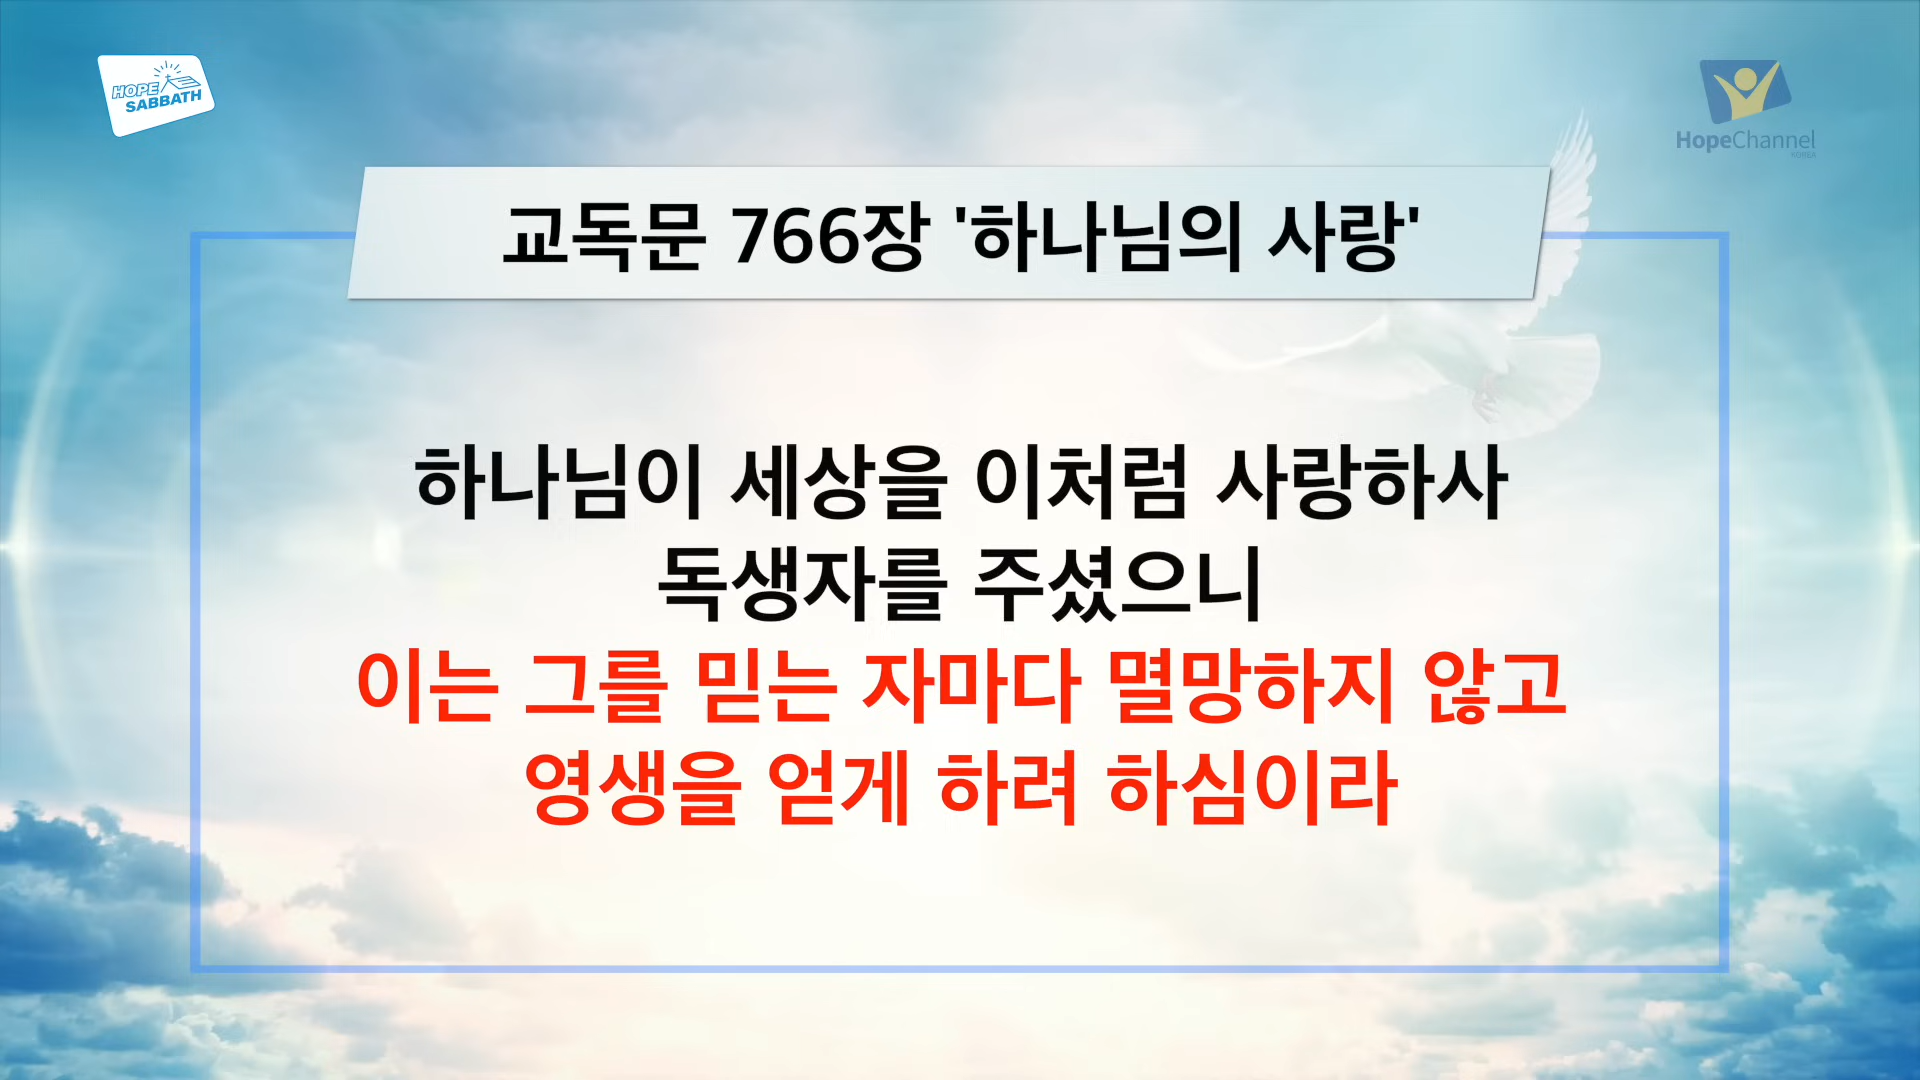 HOPE
SABBATH
HopeChannel
KOREA
교독문 766장 '하나님의 사랑'
하나님이 세상을 이처럼 사랑하사
독생자를 주셨으니
이는 그를 믿는 자마다 멸망하지 않고
영생을 얻게 하려 하심이라